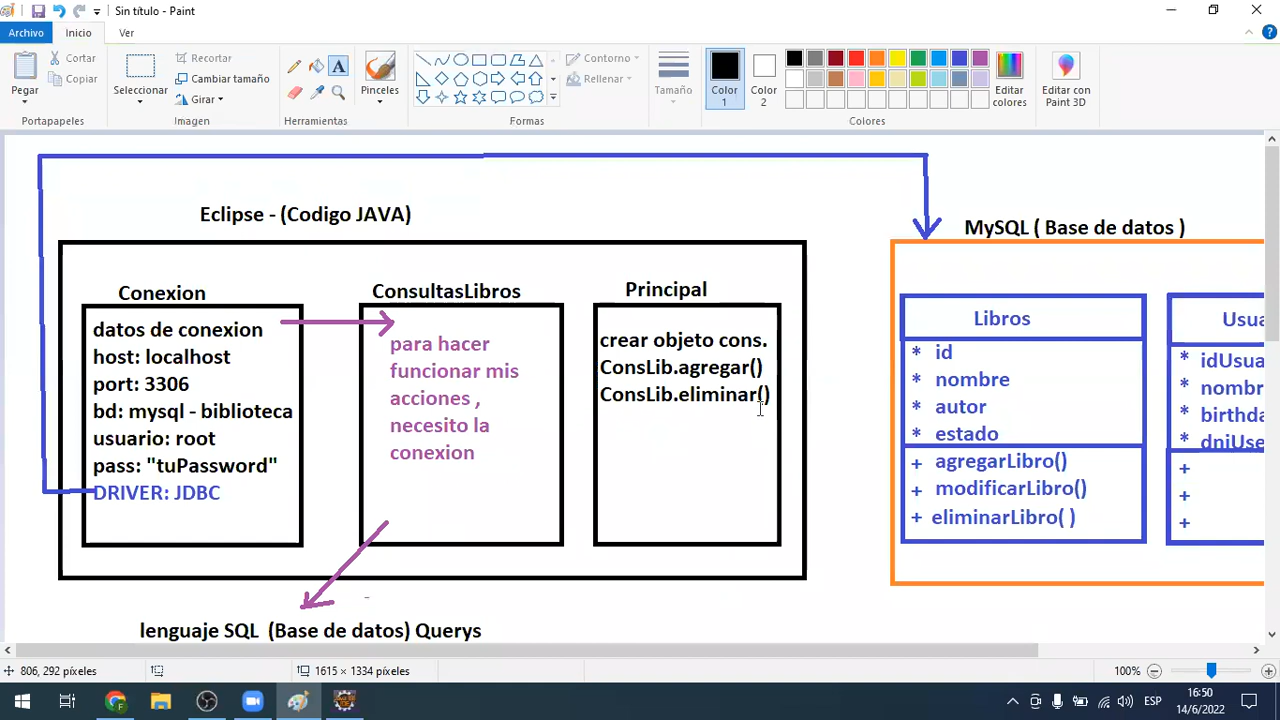 Sin título - Paint
Archivo
Inicio
Ver
Pegar
Cortar
Copiar
Portapapeles
Seleccionar
Recortar
Cambiar tamaño
Girar
Imagen
A
Herramientas
Pinceles
Contorno
Rellenar
Formas
Tamaño
Color
1
Color
2
Editar
colores
Editar con
Paint 3D
Colores
Eclipse - (Codigo JAVA)
MySQL ( Base de datos )
Conexion
datos de conexion
host: localhost
port: 3306
bd: mysql - biblioteca
usuario: root
pass: "tuPassword"
DRIVER: JDBC
ConsultasLibros
para hacer
funcionar mis
acciones ,
necesito la
conexion
Principal
crear objeto cons.
ConsLib.agregar()
ConsLib.eliminar()
Libros
* id
* nombre
* autor
* estado
+ agregarLibro()
+ modificarLibro()
+ eliminarLibro( )
Usua
* idUsua
* nombr
* birthda
* dniUse
+
+
+
lenguaje SQL (Base de datos) Querys
806, 292 píxeles
1615 × 1334 píxeles
100%
ESP
16:50
14/6/2022